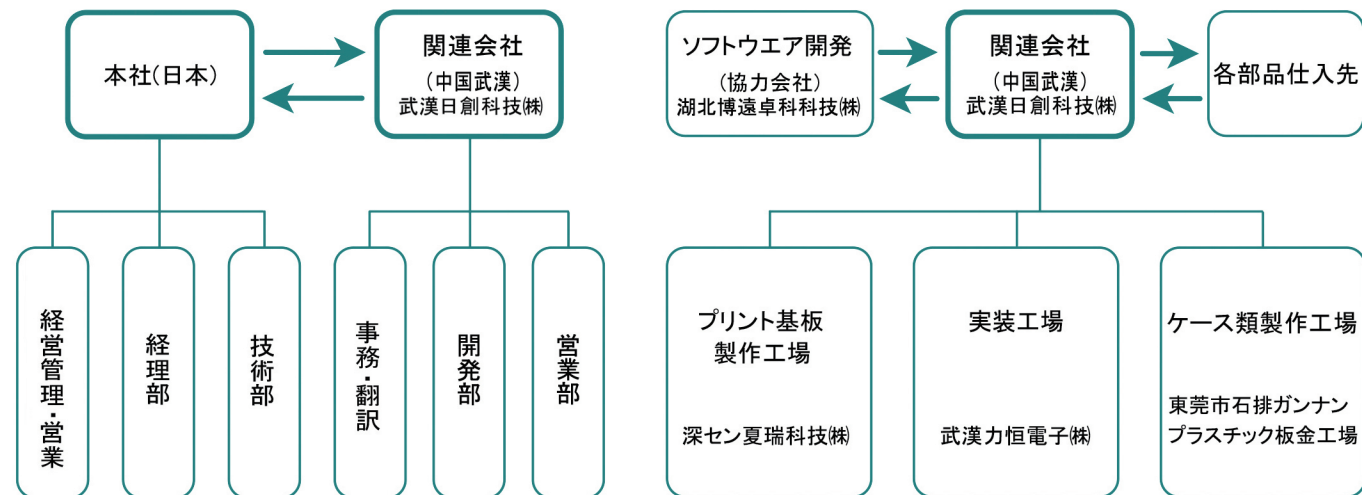 本社(日本)
関連会社
(中国武漢)
武漢日創科技㈱
経営管理・営業
経理部
技術部
事務・翻訳
開発部
営業部
ソフトウエア開発
(協力会社)
湖北博遠卓科科技㈱
関連会社
(中国武漢)
武漢日創科技㈱
各部品仕入先
プリント基板
製作工場
深セン夏瑞科技㈱
実装工場
武漢力恒電子㈱
ケース類製作工場
東莞市石排ガンナン
プラスチック板金工場